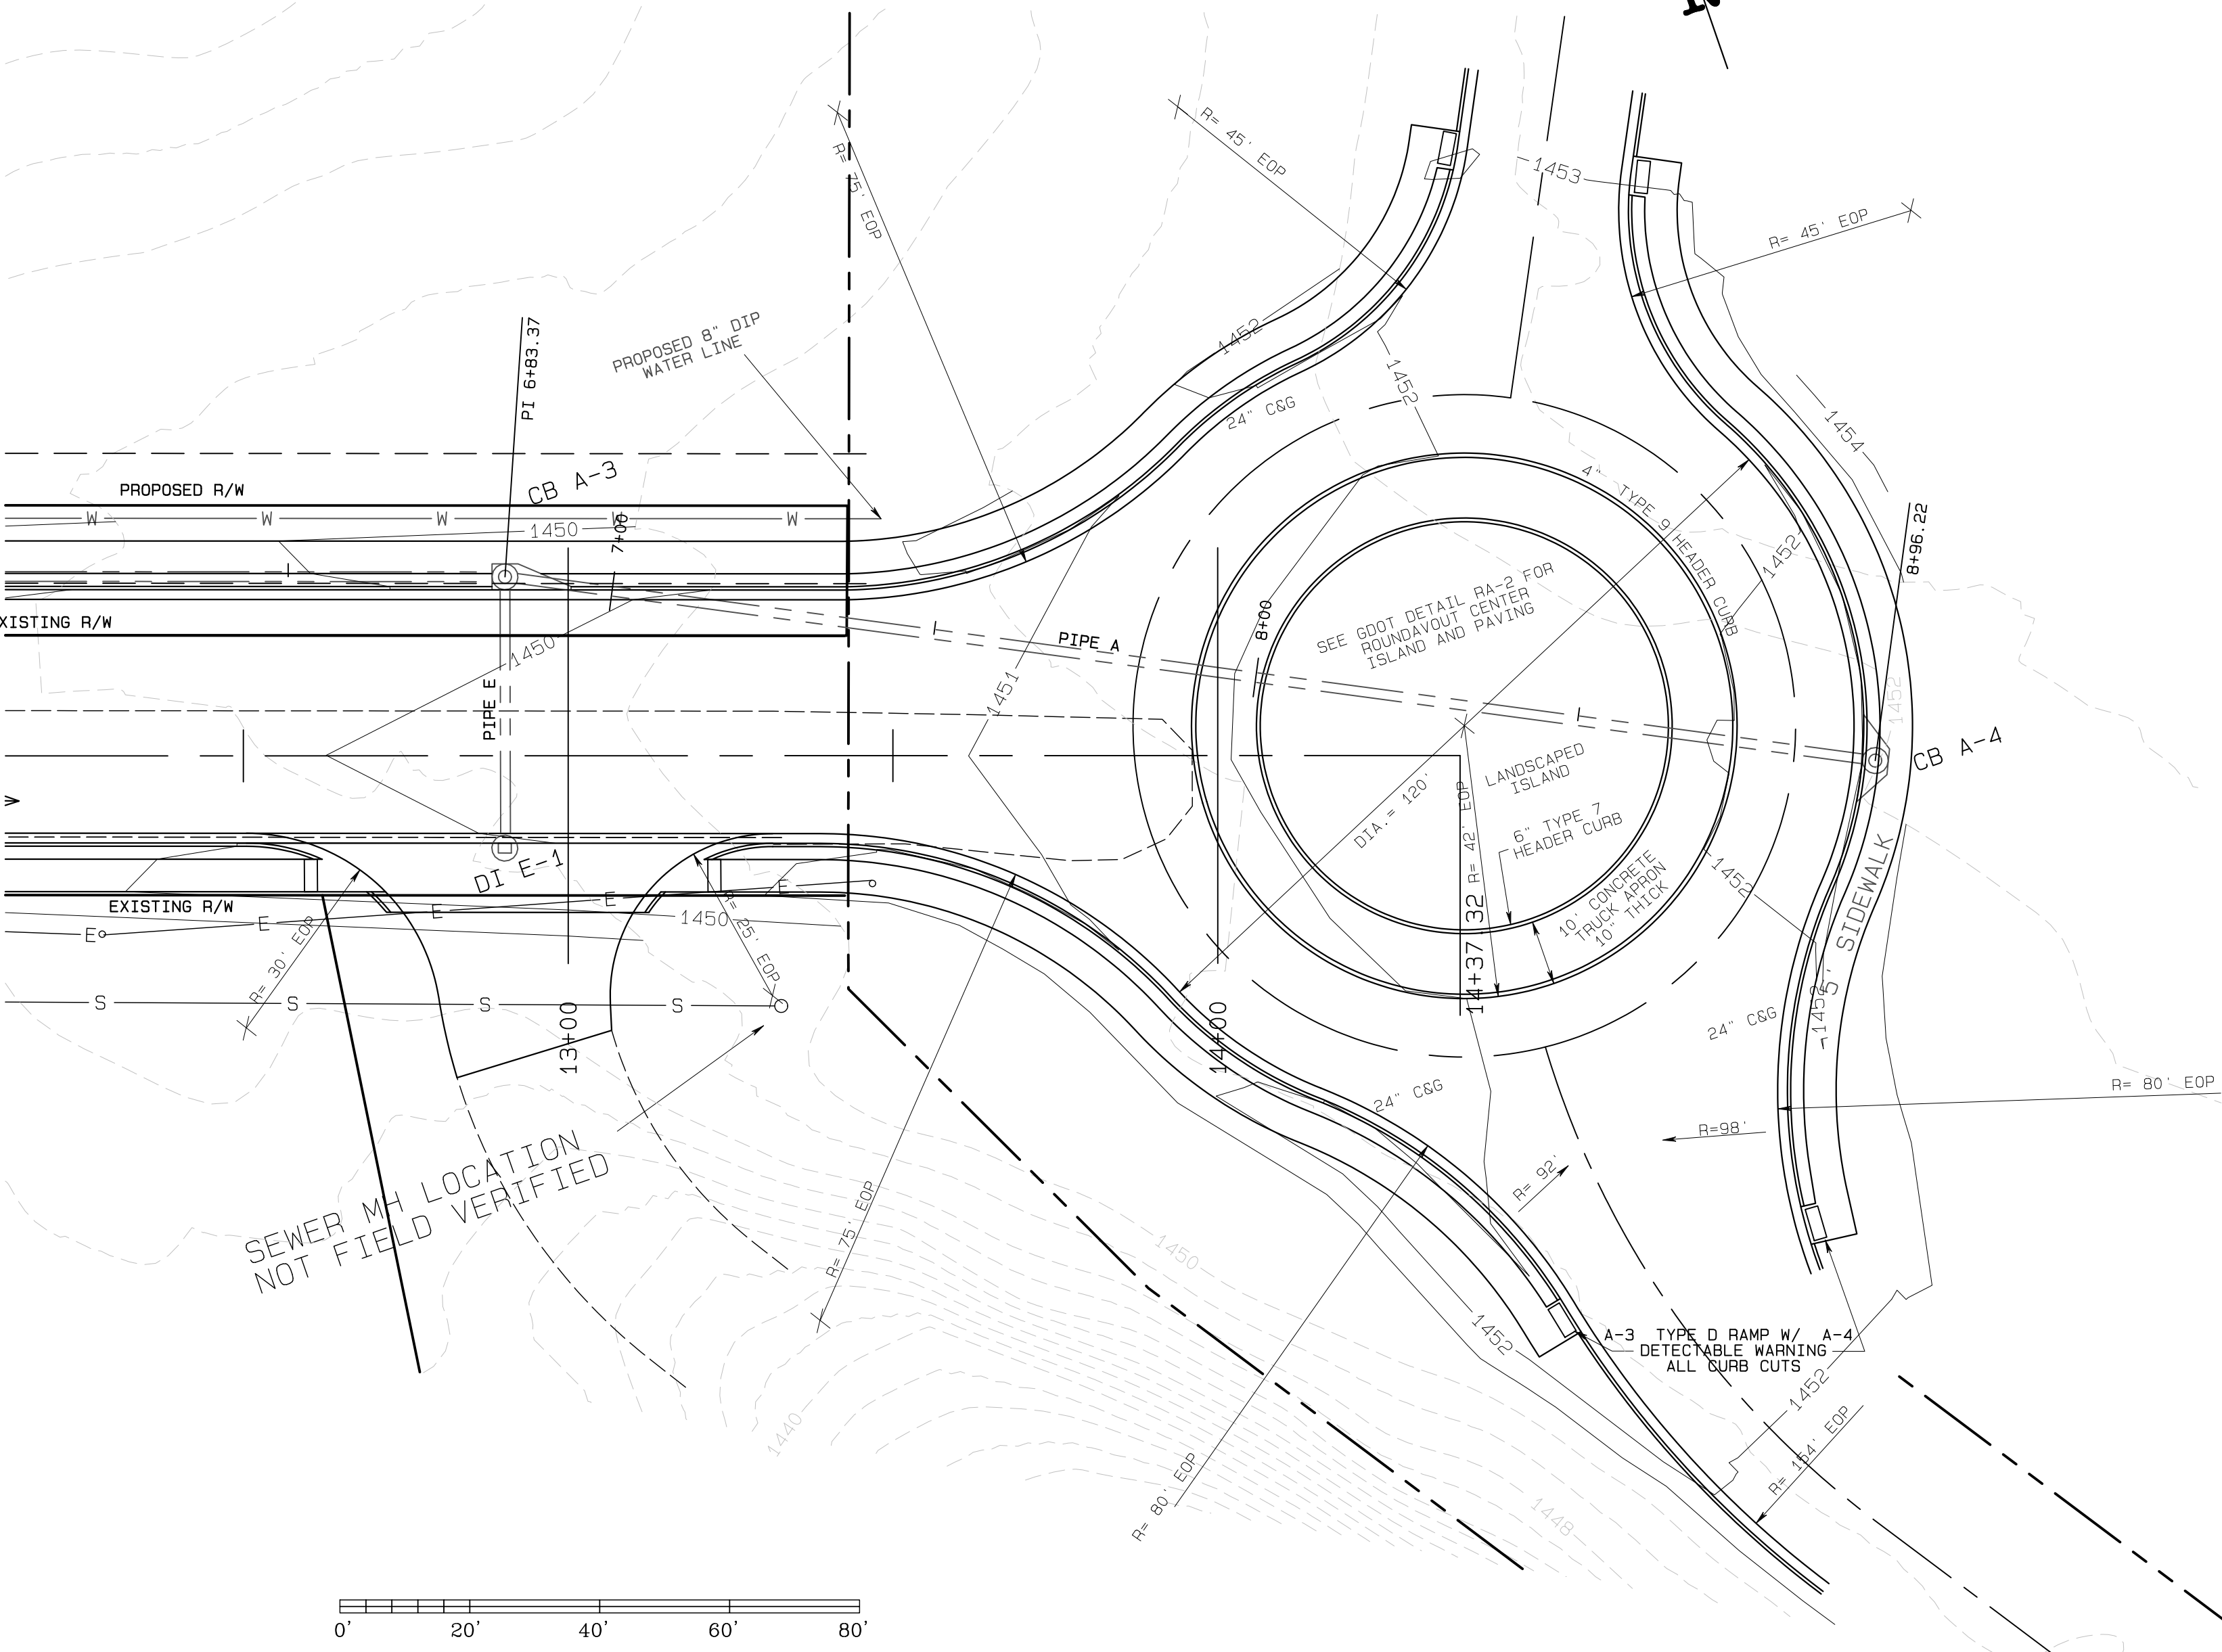 R= 75' EOP
R= 45' EOP
1453
R= 45' EOP
PI 6+83.37
PROPOSED 8" DIP
WATER LINE
1452
1452
24" C&G
1454
PROPOSED R/W
CB A-3
W
W
W
W
W
1450
7+00
4" TYPE 9 HEADER CURB
1452
8+96.22
EXISTING R/W
1450
PIPE A
8+00
SEE GDOT DETAIL RA-2 FOR
ROUNDAVOUT CENTER
ISLAND AND PAVING
PIPE E
1451
1452
CB A-4
LANDSCAPED
ISLAND
DIA.= 120'
R= 42' EOP
6" TYPE 7
HEADER CURB
DI E-1
10' CONCRETE
TRUCK APRON
10"
THICK
1452
5' SIDEWALK
EXISTING R/W
E
E
E
E
E
1450
R= 30' EOP
R= 25' EOP
14+37.32
S
S
S
S
13+00
14+00
24" C&G
1452
24" C&G
R= 80' EOP
R=98'
R= 92'
SEWER MH LOCATION
NOT FIELD VERIFIED
R= 75' EOP
1450
1452
A-3 TYPE D RAMP W/ A-4
DETECTABLE WARNING
ALL CURB CUTS
1452
1440
R= 80' EOP
R= 154' EOP
1448
0' 20' 40' 60' 80'